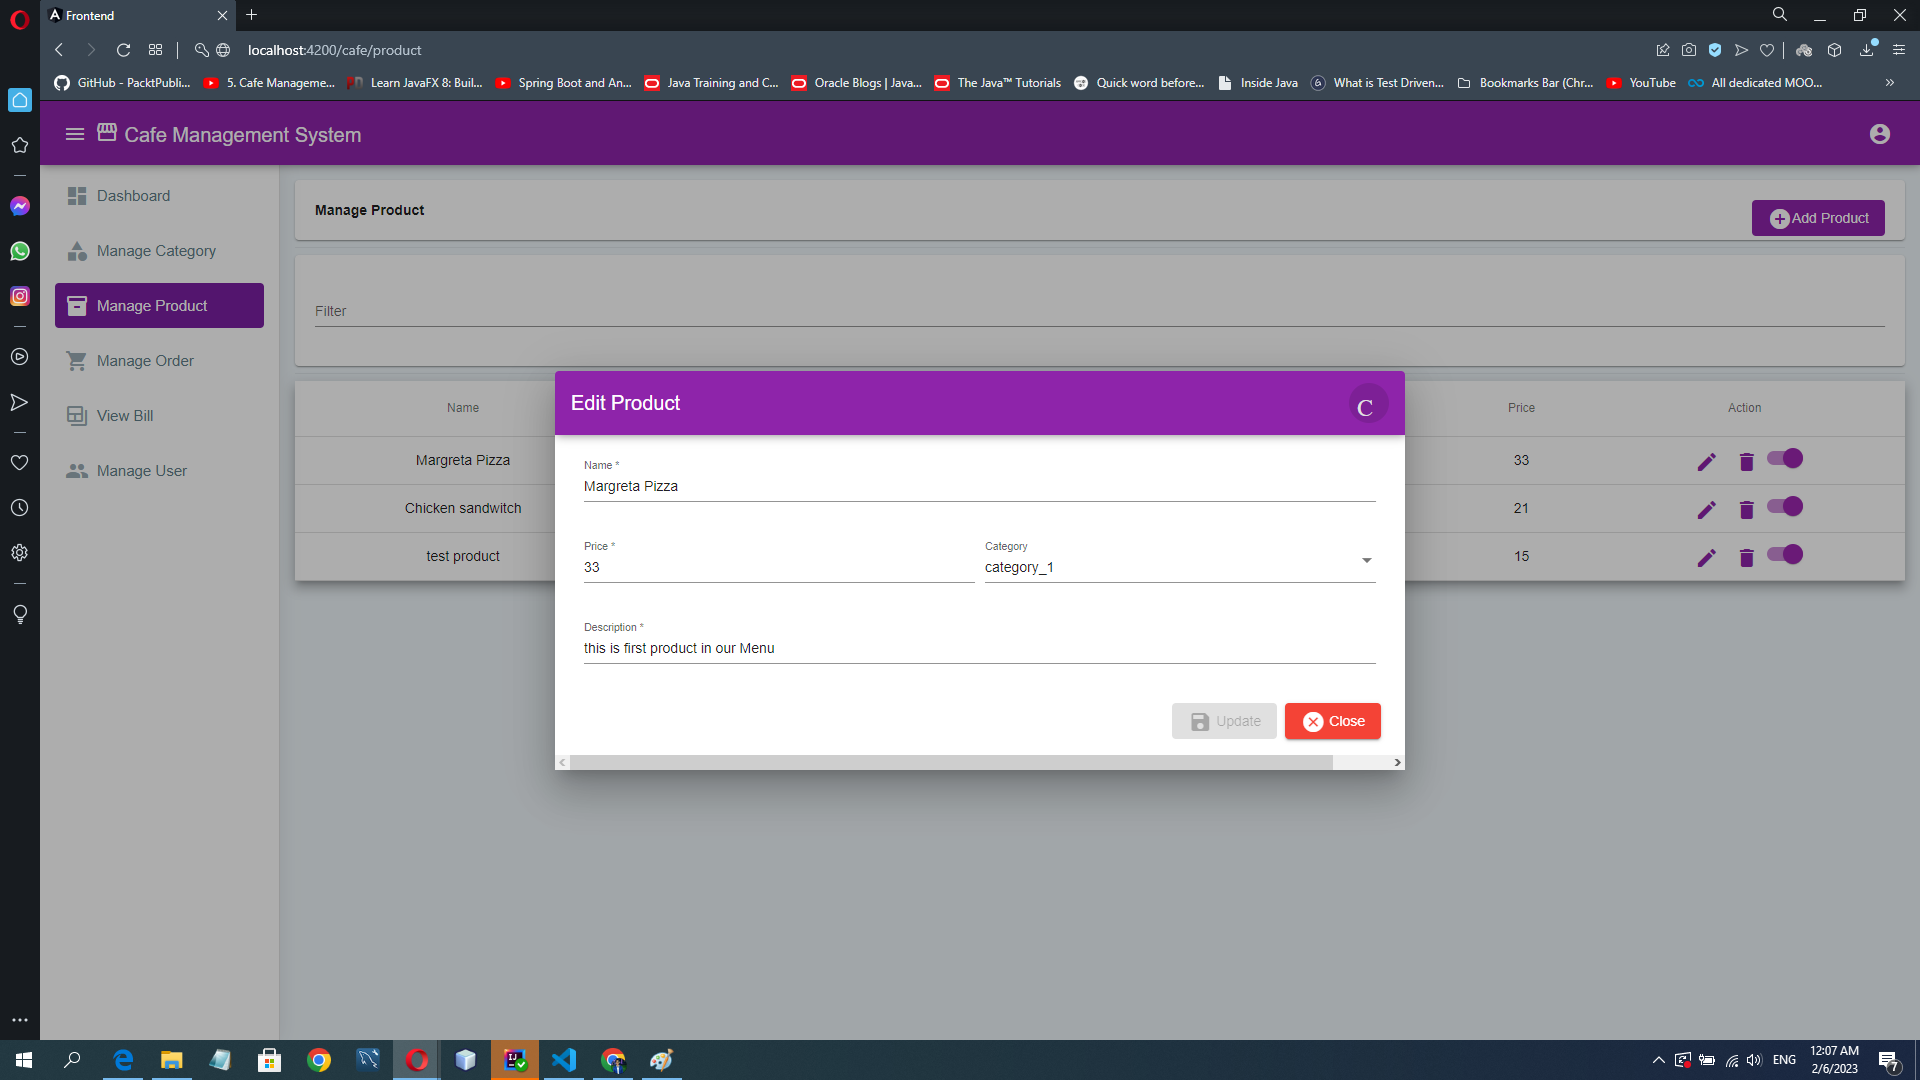 Frontend
localhost:4200/cafe/product
GitHub - PacktPubli... 5. Cafe Manageme... Learn JavaFX 8: Buil... Spring Boot and An... Java Training and C... Oracle Blogs | Java... The Java™ Tutorials Quick word before... Inside Java What is Test Driven... Bookmarks Bar (Chr... YouTube All dedicated MOO... »
Cafe Management System
Dashboard
Manage Category
Manage Product
Manage Order
View Bill
Manage User
Manage Product
Add Product
Filter
Name Price Action
Margreta Pizza 33
Chicken sandwitch 21
test product 15
Edit Product C
Name *
Margreta Pizza
Price * Category
33 category_1
Description *
this is first product in our Menu
Update Close
ENG
12:07 AM
2/6/2023
7